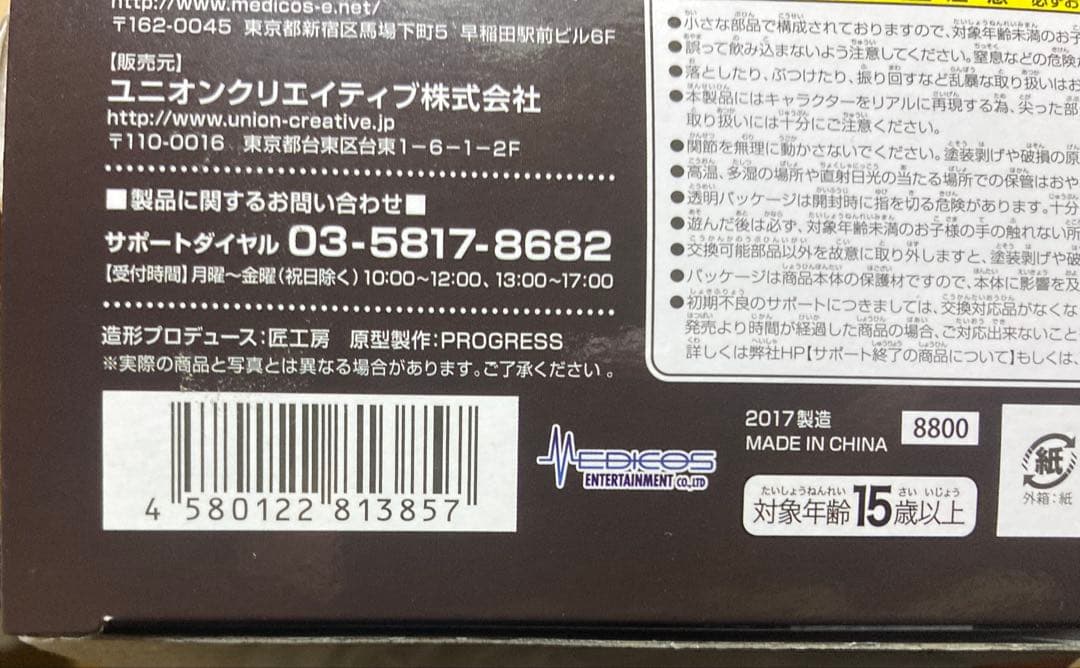 http://www.medicos-e.net/
〒162-0045 東京都新宿区馬場下町5 早稲田駅前ビル6F
【販売元】
ユニオンクリエイティブ株式会社
http://www.union-creative.jp
〒110-0016 東京都台東区台東1-6-1-2F
■製品に関するお問い合わせ■
サポートダイヤル 03-5817-8682
【受付時間】月曜〜金曜(祝日除く)10:00〜12:00、13:00〜17:00
造形プロデュース:匠工房 原型製作:PROGRESS
※実際の商品と写真とは異なる場合があります。ご了承ください。
4 580122 813857
MEDICOS
ENTERTAINMENT CO.,LTD
●小さな部品で構成されておりますので、対象年齢未満のお子
●誤って飲み込まないよう注意してください。窒息などの危険が
●落としたり、ぶつけたり、振り回すなど乱暴な取り扱いはお
●本製品にはキャラクターをリアルに再現する為、尖った部
取り扱いには十分にご注意ください。
●関節を無理に動かさないでください。塗装剥げや破損の原
●高温、多湿の場所や直射日光の当たる場所での保管はおや
●透明パッケージは開封時に指を切る危険があります。十分
●遊んだ後は必ず、対象年齢未満のお子様の手の触れない所
●交換可能部品以外を故意に取り外しますと、塗装剥げや破
●パッケージは商品本体の保護材ですので、本体に影響を及
●初期不良のサポートにつきましては、交換対応品がなくな
発売より時間が経過した商品の場合、ご対応出来ないこと
詳しくは弊社HP【サポート終了の商品について】もしくは、
2017製造
MADE IN CHINA
8800
対象年齢15歳以上
紙
外箱:紙